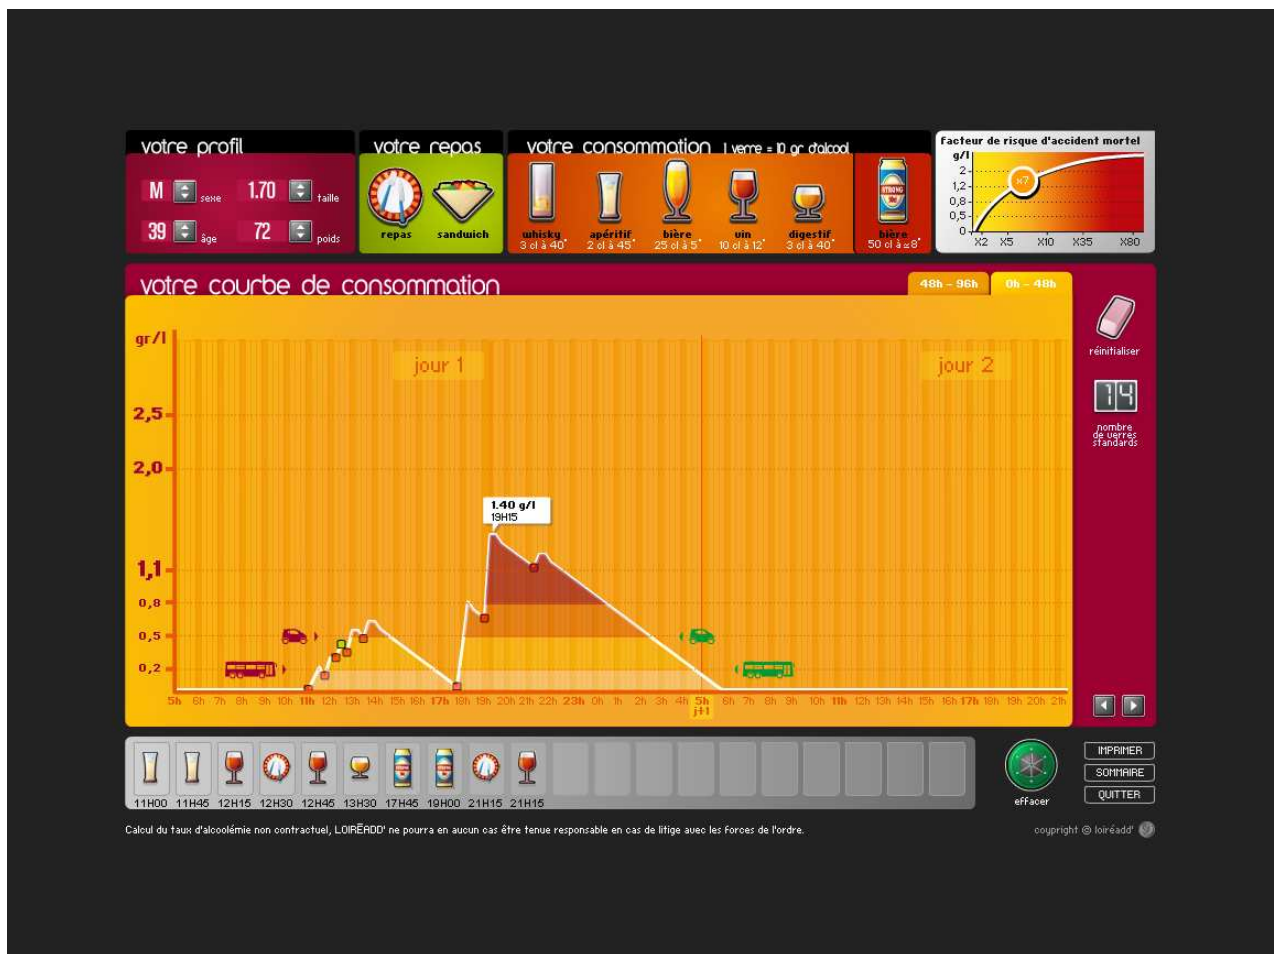 votre profil
votre repas
votre consommation 1 verre = 10 gr d'alcool
facteur de risque d'accident mortel
M sexe 1.70 taille
39 âge 72 poids
repas sandwich
whisky apéritif bière vin digestif bière
3 cl à 40° 2 cl à 45° 25 cl à 5° 10 cl à 12° 3 cl à 40° 50 cl à ≃8°
STRONG
g/l
2
1,2
0,8
0,5
0
x7
X2 X5 X10 X35 X80
votre courbe de consommation
48h - 96h 0h - 48h
réinitialiser
14
nombre
de verres
standards
gr/l
jour 1 jour 2
2,5
2,0
1.40 g/l
19H15
1,1
0,8
0,5
0,2
5h 6h 7h 8h 9h 10h 11h 12h 13h 14h 15h 16h 17h 18h 19h 20h 21h 22h 23h 0h 1h 2h 3h 4h 5h 6h 7h 8h 9h 10h 11h 12h 13h 14h 15h 16h 17h 18h 19h 20h 21h
j+1
11H00 11H45 12H15 12H30 12H45 13H30 17H45 19H00 21H15 21H15
effacer
IMPRIMER
SOMMAIRE
QUITTER
Calcul du taux d'alcoolémie non contractuel, LOIRĒADD' ne pourra en aucun cas être tenue responsable en cas de litige avec les forces de l'ordre.
coypright © loiréadd'